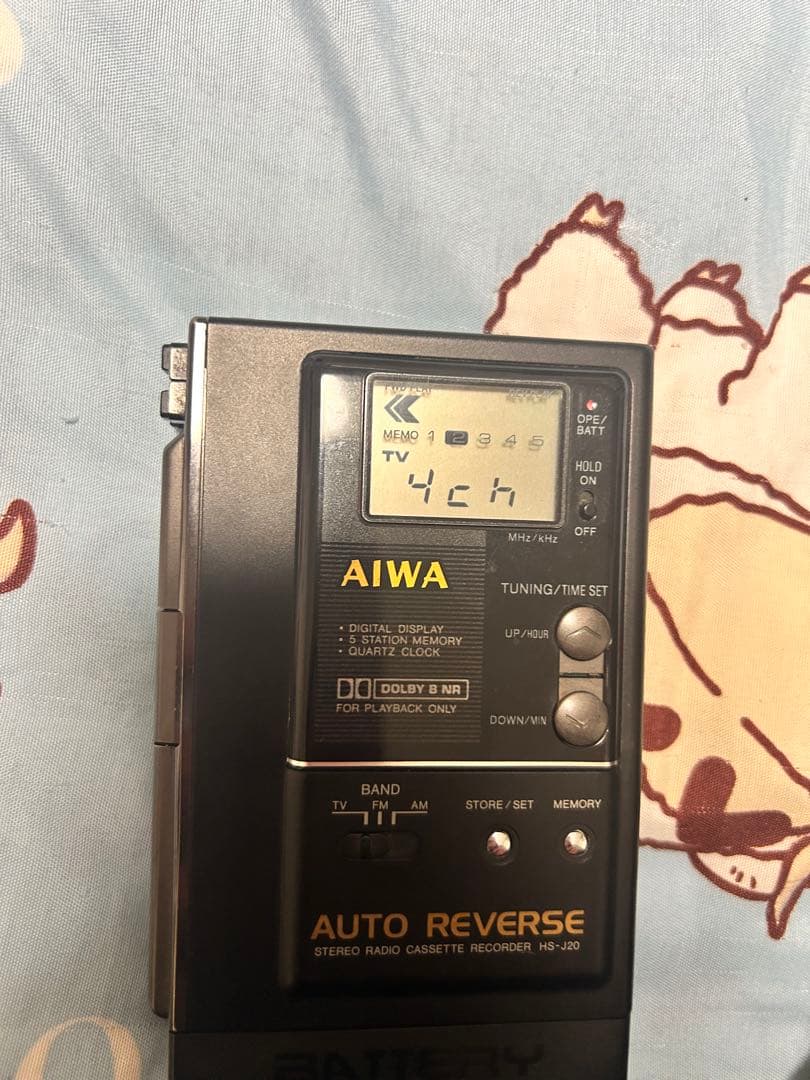 OPE/
BATT
MEMO 1 2 3 4 5
TV
4ch
HOLD
ON
OFF
MHz/kHz
AIWA
TUNING/TIME SET
UP/HOUR
• DIGITAL DISPLAY
• 5 STATION MEMORY
• QUARTZ CLOCK
DOLBY B NR
FOR PLAYBACK ONLY
DOWN/MIN
BAND
TV FM AM
STORE/SET
MEMORY
AUTO REVERSE
STEREO RADIO CASSETTE RECORDER HS-J20
BATTERY